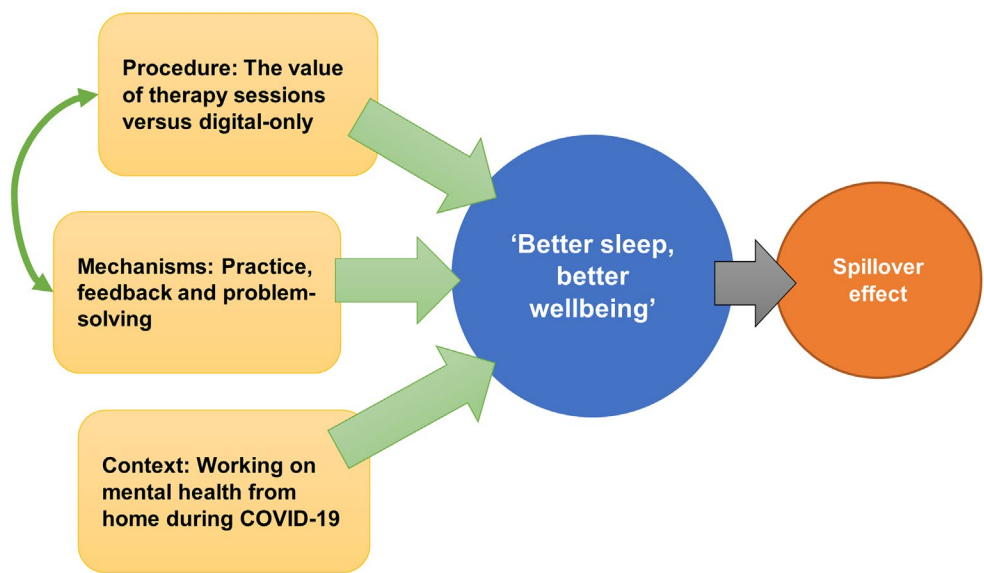 Procedure: The value
of therapy sessions
versus digital-only
Mechanisms: Practice,
feedback and problem-
solving
Context: Working on
mental health from
home during COVID-19
‘Better sleep,
better
wellbeing’
Spillover
effect